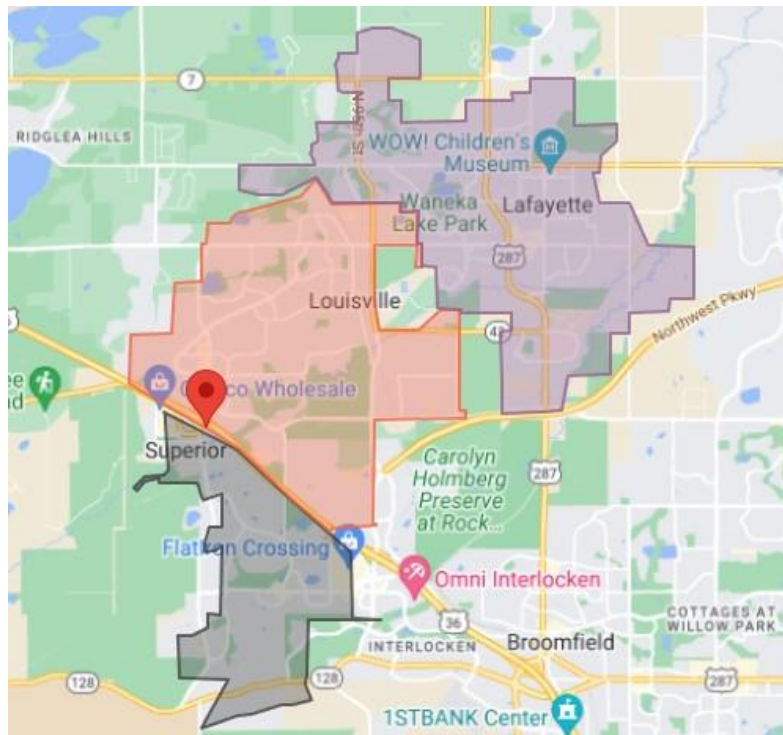 7
N 95th St
RIDGLEA HILLS
WOW! Children's
Museum
Waneka
Lake Park
Lafayette
287
Louisville
42
Northwest Pkwy
Costco Wholesale
Superior
287
Carolyn
Holmberg
Preserve
at Rock...
Flatiron Crossing
Omni Interlocken
36
COTTAGES AT
WILLOW PARK
Broomfield
INTERLOCKEN
128
128
287
1STBANK Center